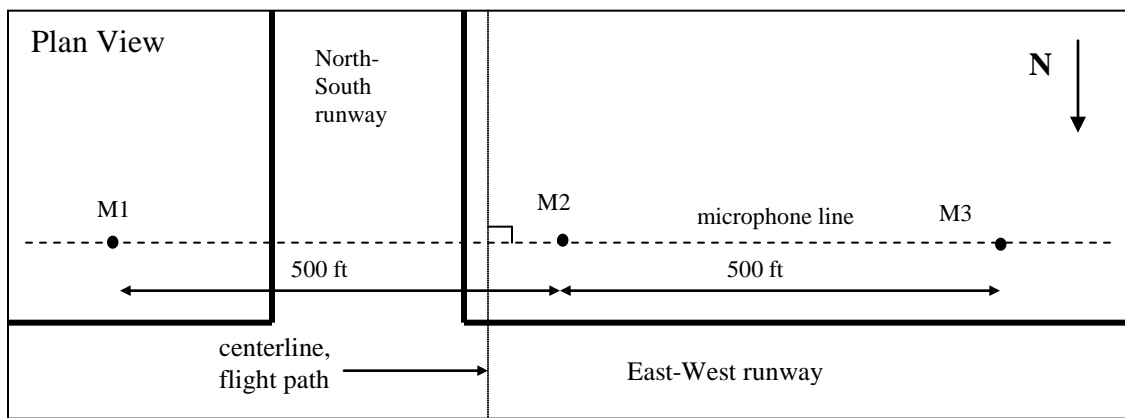 Plan View
North-
South
runway
N
M1
M2
microphone line
M3
500 ft
500 ft
centerline,
flight path
East-West runway